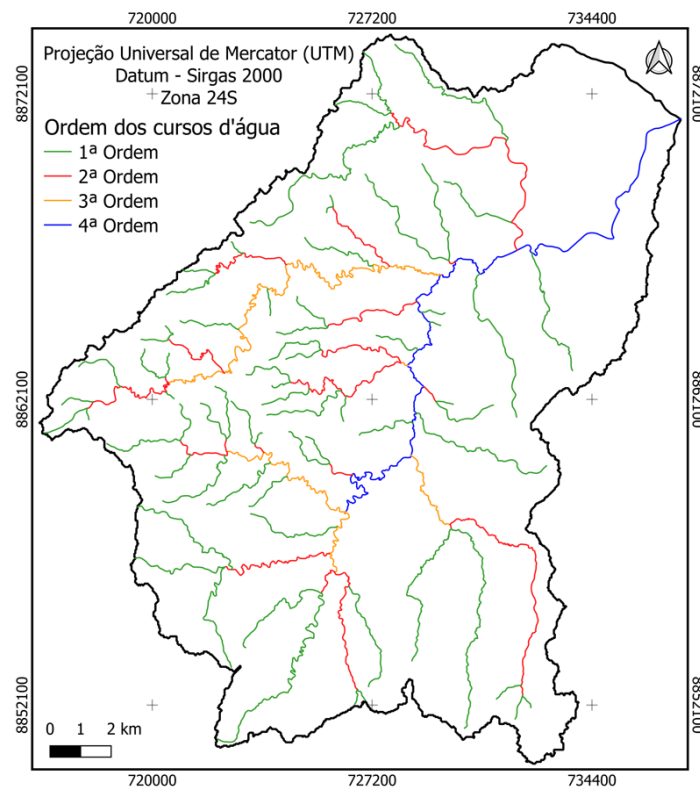 720000 727200 734400
Projeção Universal de Mercator (UTM)
Datum - Sirgas 2000
Zona 24S
Ordem dos cursos d'água
1ª Ordem
2ª Ordem
3ª Ordem
4ª Ordem
8872100 8872100
8862100 8862100
8852100 8852100
0 1 2 km
720000 727200 734400